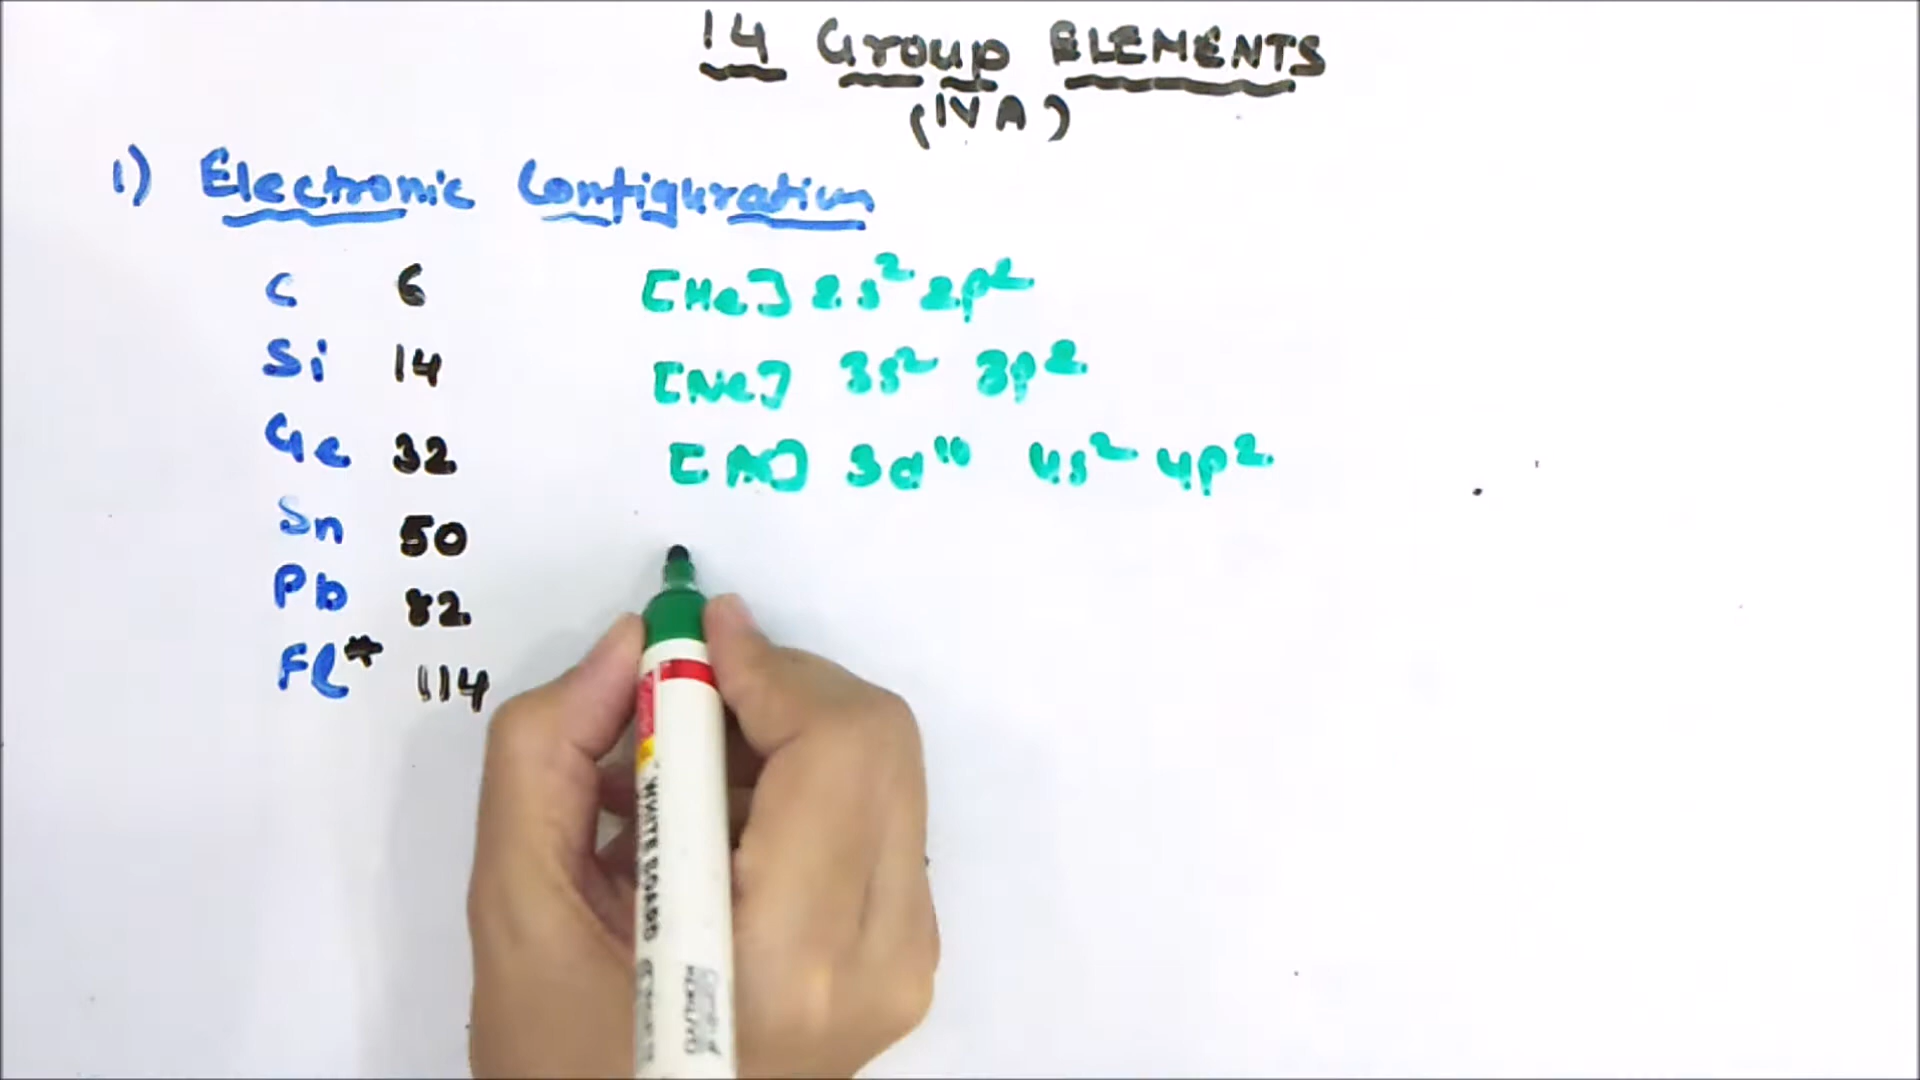 14 Group ELEMENTS
(IVA)
1) Electronic Configuration
C 6 [He] 2s² 2p²
Si 14 [Ne] 3s² 3p²
Ge 32 [Ar] 3d¹⁰ 4s² 4p²
Sn 50
Pb 82
Fl* 114
WHITEBOARD